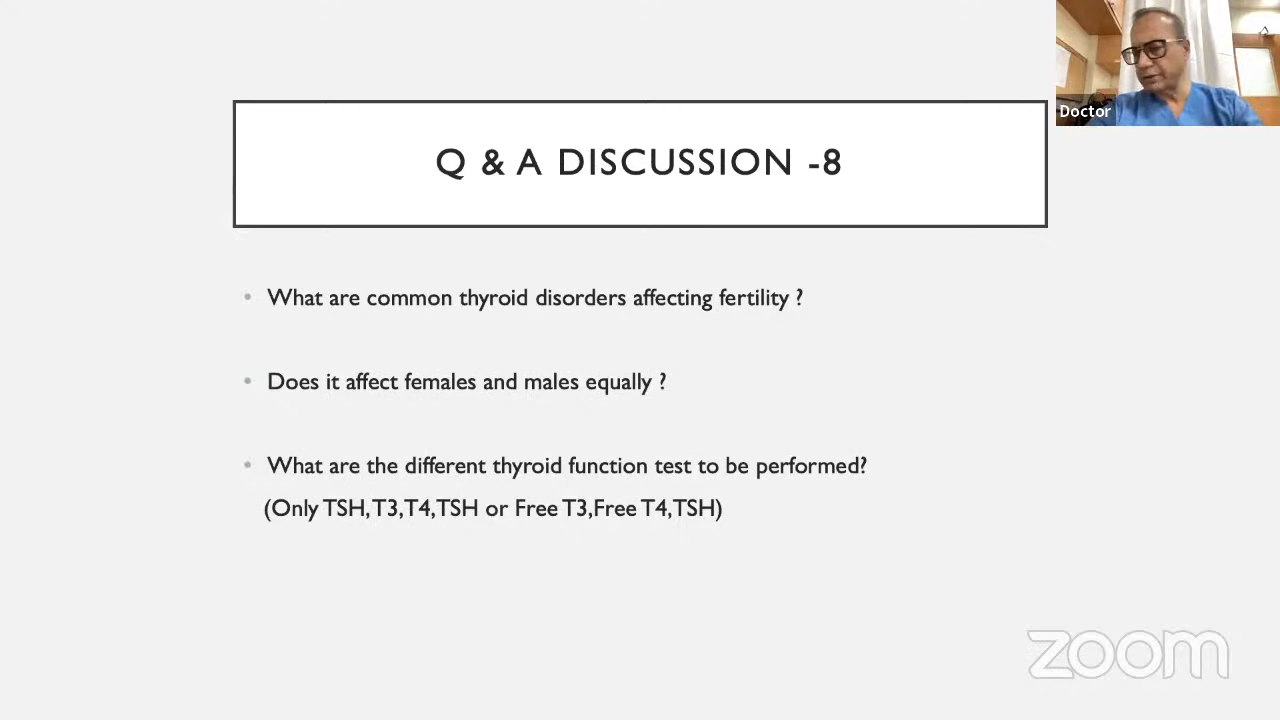 Doctor
Q & A DISCUSSION -8
• What are common thyroid disorders affecting fertility ?
• Does it affect females and males equally ?
• What are the different thyroid function test to be performed?
(Only TSH,T3,T4,TSH or Free T3,Free T4,TSH)
zoom